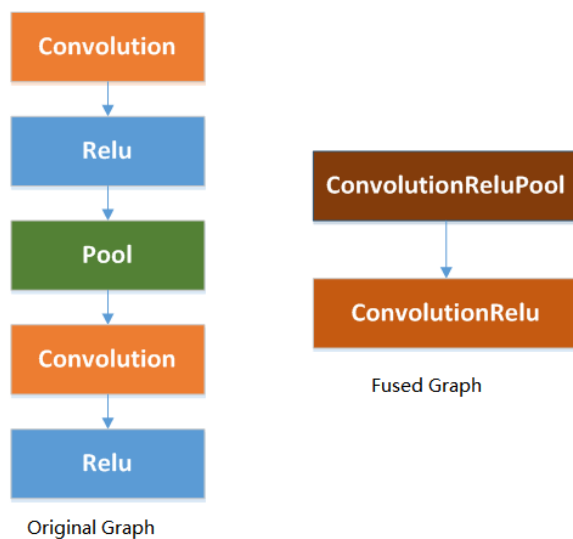 Convolution
Relu
Pool
Convolution
Relu
Original Graph
ConvolutionReluPool
ConvolutionRelu
Fused Graph